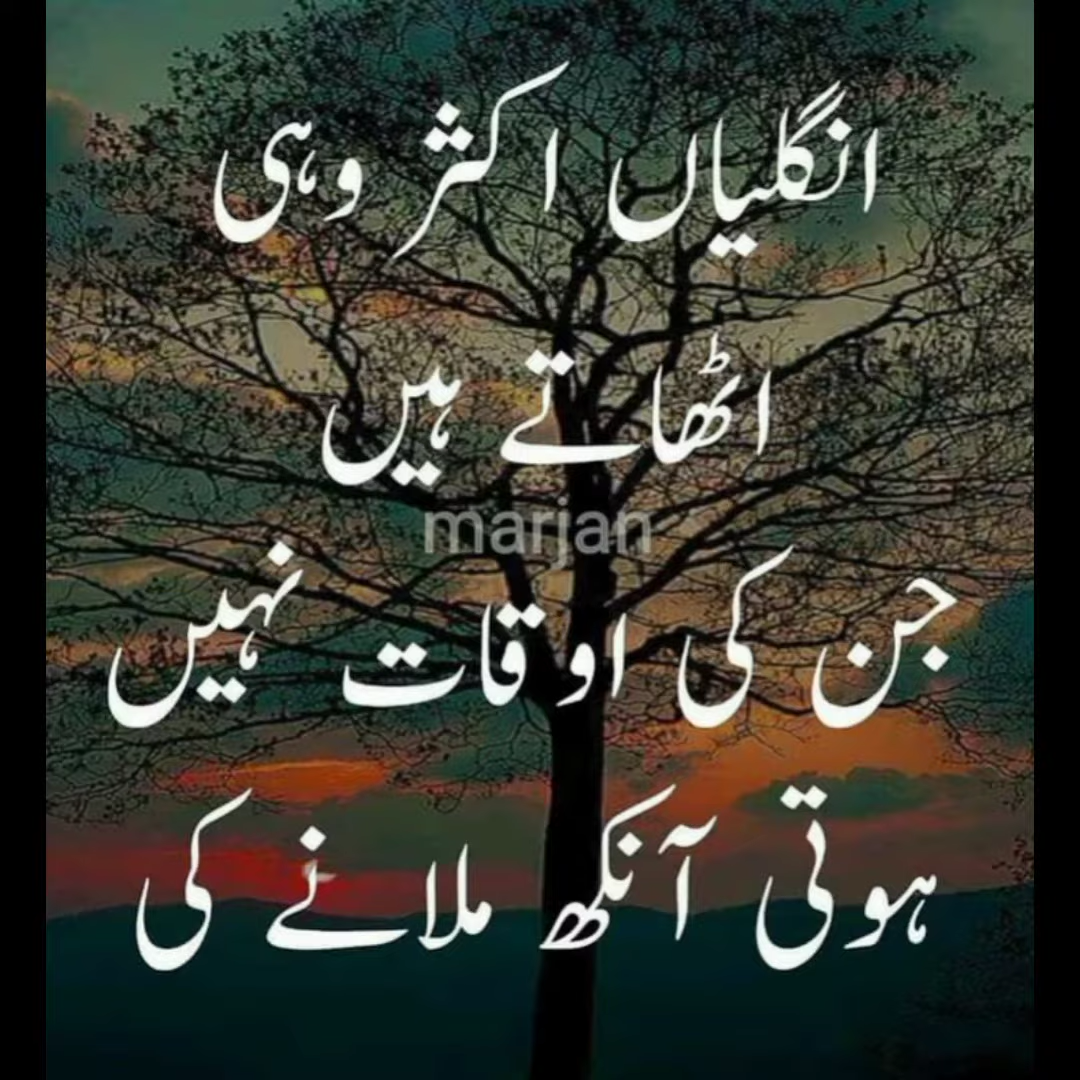 انگلیاں اکثر وہی
اٹھاتے ہیں
marjan
جن کی اوقات نہیں
ہوتی آنکھ ملانے کی